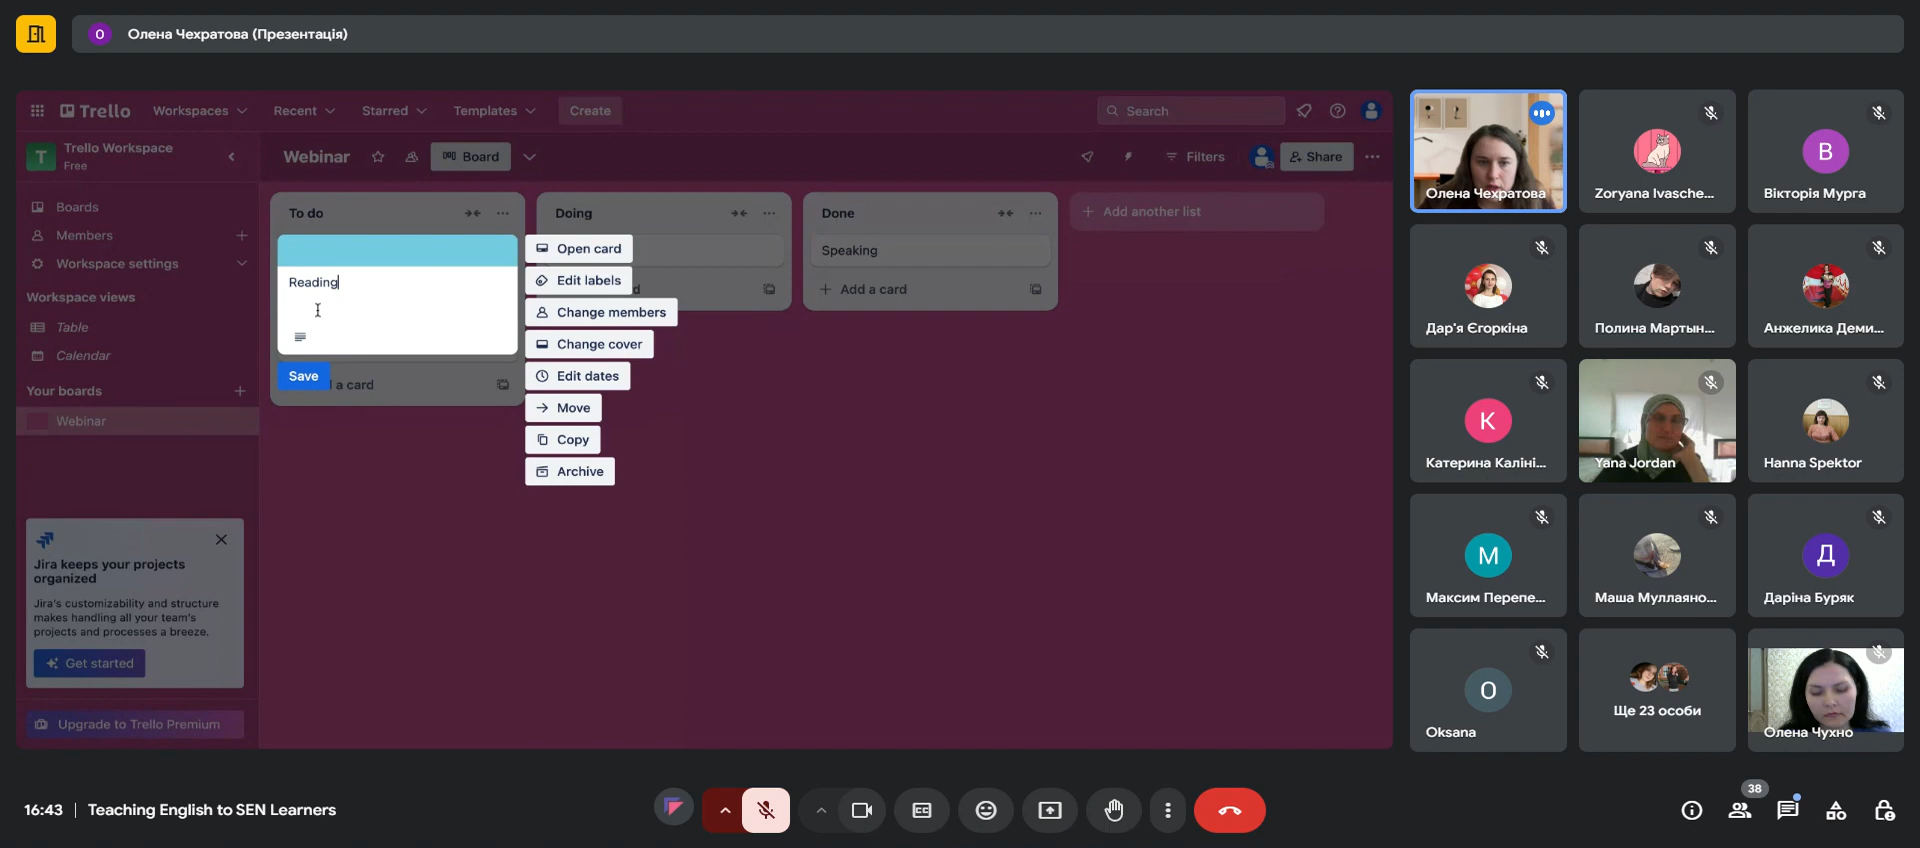 O Олена Чехратова (Презентація)
Trello Workspaces Recent Starred Templates Create Search
T Trello Workspace
Free
Webinar Board Filters Share
Boards
Members
Workspace settings
Workspace views
Table
Calendar
Your boards
Webinar
Jira keeps your projects
organized
Jira's customizability and structure
makes handling all your team's
projects and processes a breeze.
Get started
Upgrade to Trello Premium
To do
Reading
Save
a card
Open card
Edit labels
Change members
Change cover
Edit dates
Move
Copy
Archive
Doing
Done
Speaking
Add a card
Add another list
Олена Чехратова
Zoryana Ivasche...
В
Вікторія Мурга
Дар'я Єгоркіна
Полина Мартын...
Анжелика Деми...
К
Катерина Каліні...
Yana Jordan
Hanna Spektor
М
Максим Перепе...
Маша Муллаяно...
Д
Даріна Буряк
O
Oksana
Ще 23 особи
Олена Чухно
16:43 | Teaching English to SEN Learners
CC
38